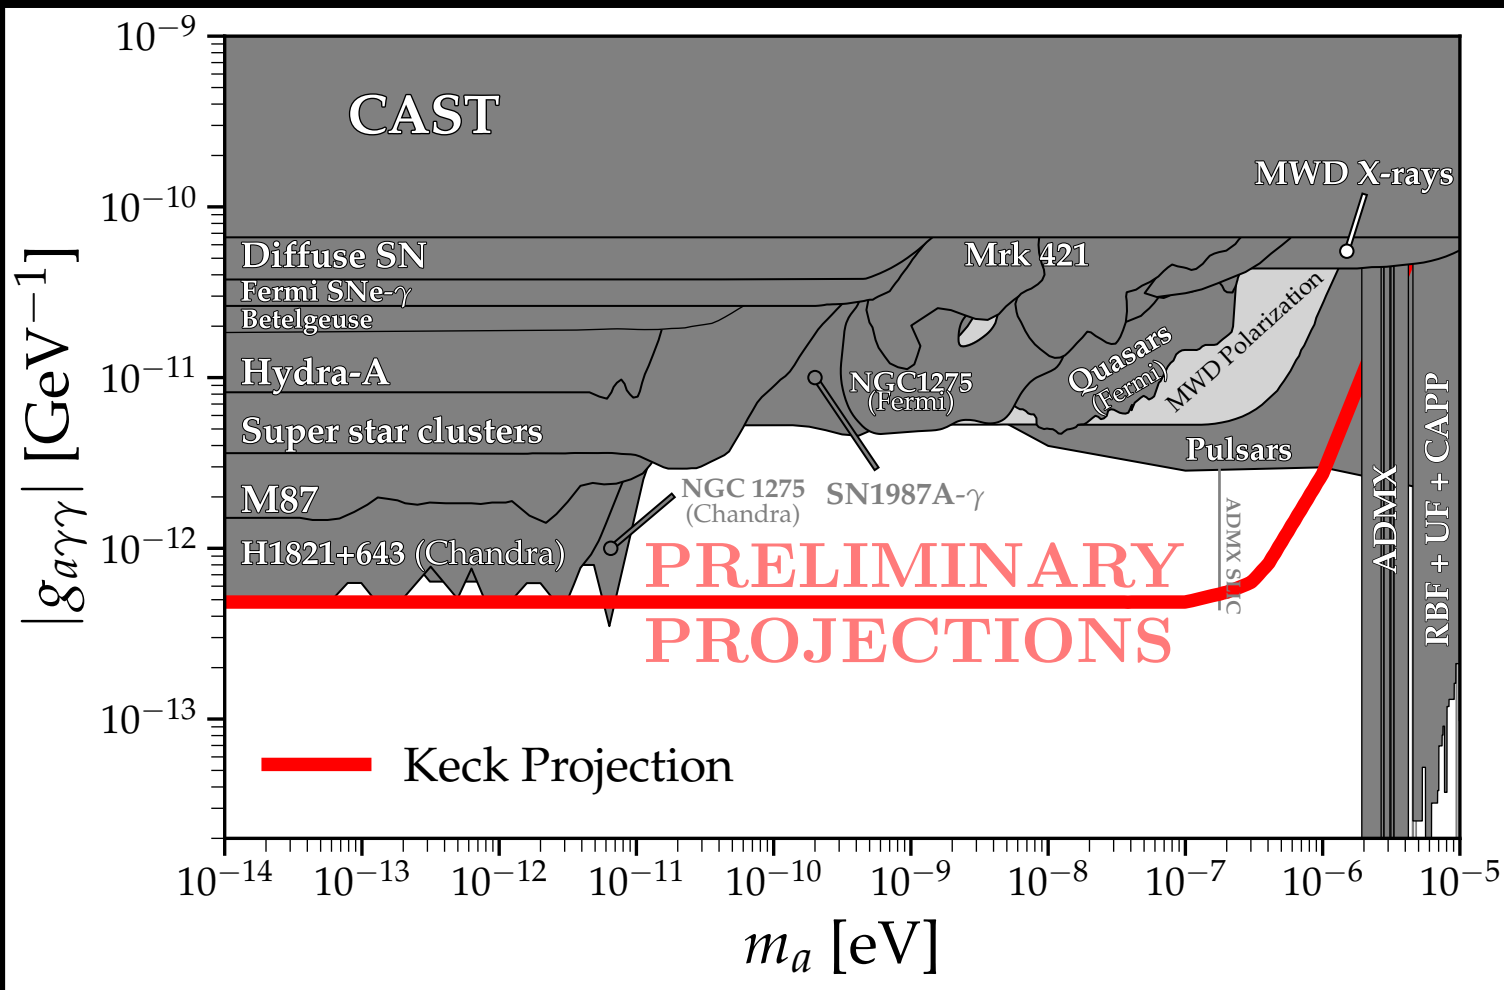 10⁻⁹
10⁻¹⁰
10⁻¹¹
10⁻¹²
10⁻¹³
|g_{aγγ}| [GeV⁻¹]
CAST
MWD X-rays
Diffuse SN
Mrk 421
Fermi SNe-γ
Betelgeuse
MWD Polarization
Hydra-A
Quasars
(Fermi)
NGC1275
(Fermi)
Super star clusters
Pulsars
M87
NGC 1275
(Chandra)
SN1987A-γ
ADMX SLIC
ADMX
RBF + UF + CAPP
H1821+643 (Chandra)
PRELIMINARY
PROJECTIONS
Keck Projection
10⁻¹⁴ 10⁻¹³ 10⁻¹² 10⁻¹¹ 10⁻¹⁰ 10⁻⁹ 10⁻⁸ 10⁻⁷ 10⁻⁶ 10⁻⁵
m_a [eV]